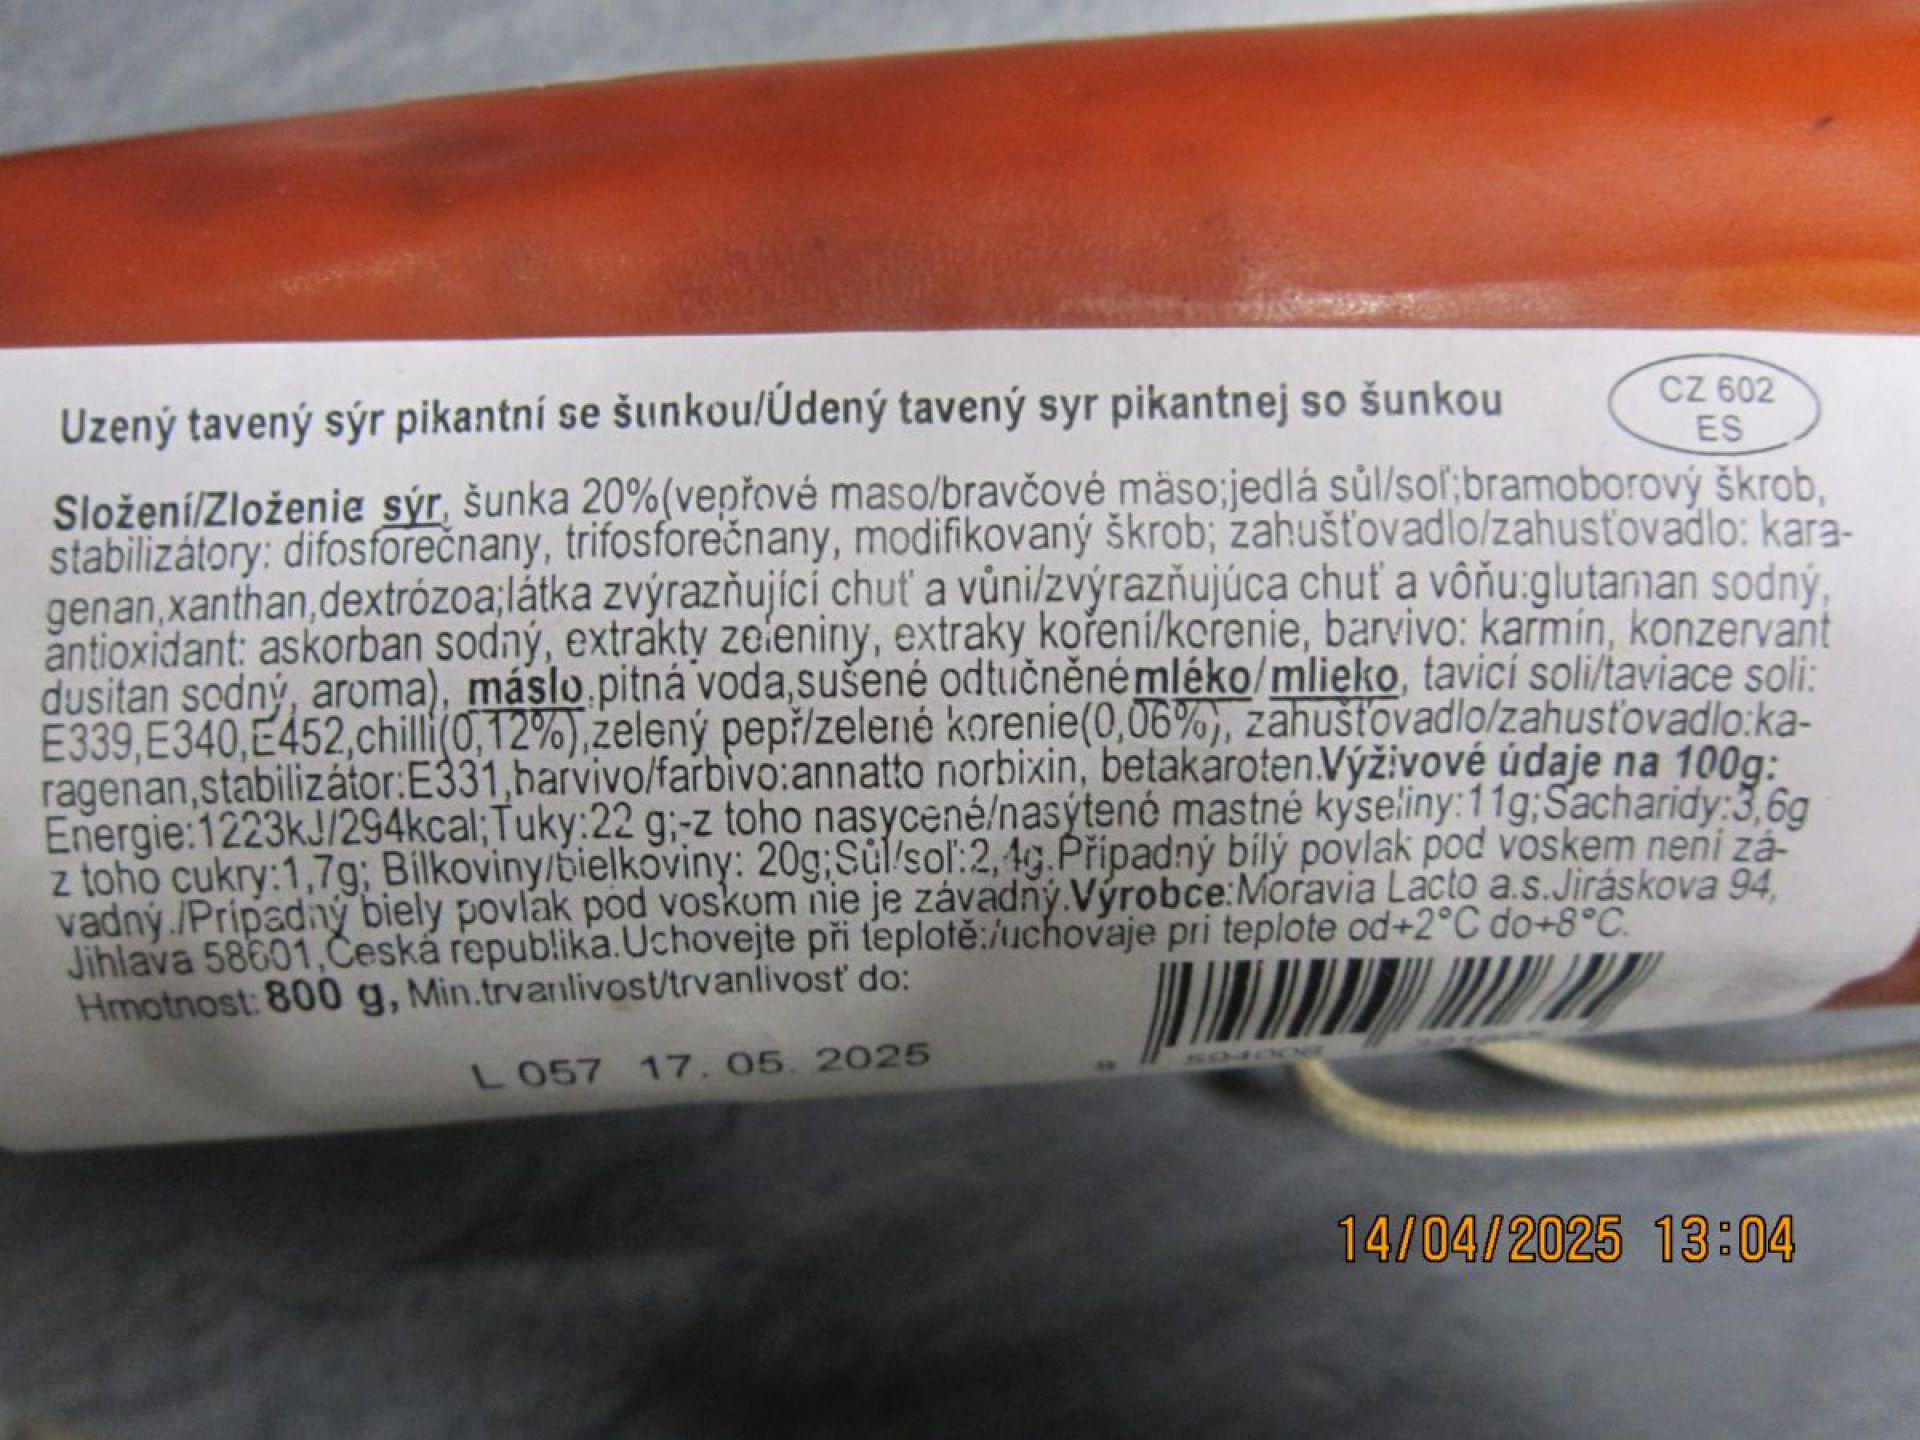 Uzený tavený sýr pikantní se šunkou/Údený tavený syr pikantnej so šunkou
CZ 602
ES
Složení/Zloženie sýr, šunka 20%(vepřové maso/bravčové mäso;jedlá sůl/soľ;bramoborový škrob,
stabilizátory: difosforečnany, trifosforečnany, modifikovaný škrob; zahušťovadlo/zahusťovadlo: kara-
genan,xanthan,dextrózoa;látka zvýrazňující chuť a vůni/zvýrazňujúca chuť a vôňu:glutaman sodný,
antioxidant: askorban sodný, extrakty zeleniny, extraky koření/korenie, barvivo: karmín, konzervant
dusitan sodný, aroma), máslo,pitná voda,sušené odtučněné mléko/mlieko, tavicí soli/taviace soli:
E339,E340,E452,chilli(0,12%),zelený pepř/zelené korenie(0,06%), zahušťovadlo/zahusťovadlo:ka-
ragenan,stabilizátor:E331,barvivo/farbivo:annatto norbixin, betakaroten.Výživové údaje na 100g:
Energie:1223kJ/294kcal;Tuky:22 g;-z toho nasycené/nasýtené mastné kyseliny:11g;Sacharidy:3,6g
z toho cukry:1,7g; Bílkoviny/bielkoviny: 20g;Sůl/soľ:2,4g.Případný bílý povlak pod voskem není zá-
vadný./Prípadný biely povlak pod voskom nie je závadný.Výrobce:Moravia Lacto a.s.Jiráskova 94,
Jihlava 58601,Česká republika.Uchovejte při teplotě:/uchovaje pri teplote od+2°C do+8°C.
Hmotnost: 800 g, Min.trvanlivost/trvanlivosť do:
L 057 17. 05. 2025
8 594008
14/04/2025 13:04